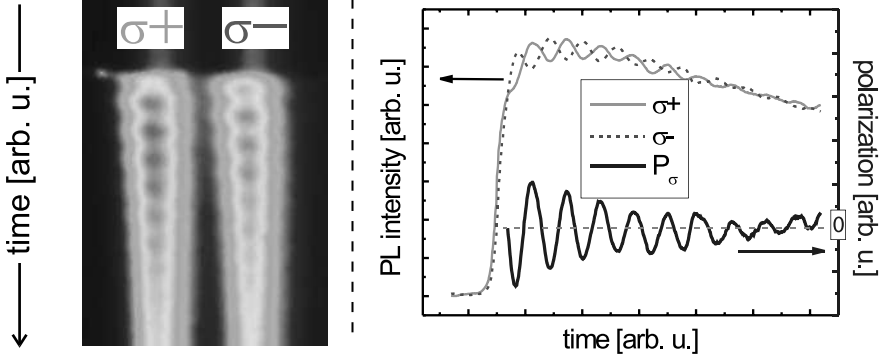 σ+ σ−
time [arb. u.]
PL intensity [arb. u.]
σ+
σ-
Pσ
0
polarization [arb. u.]
time [arb. u.]